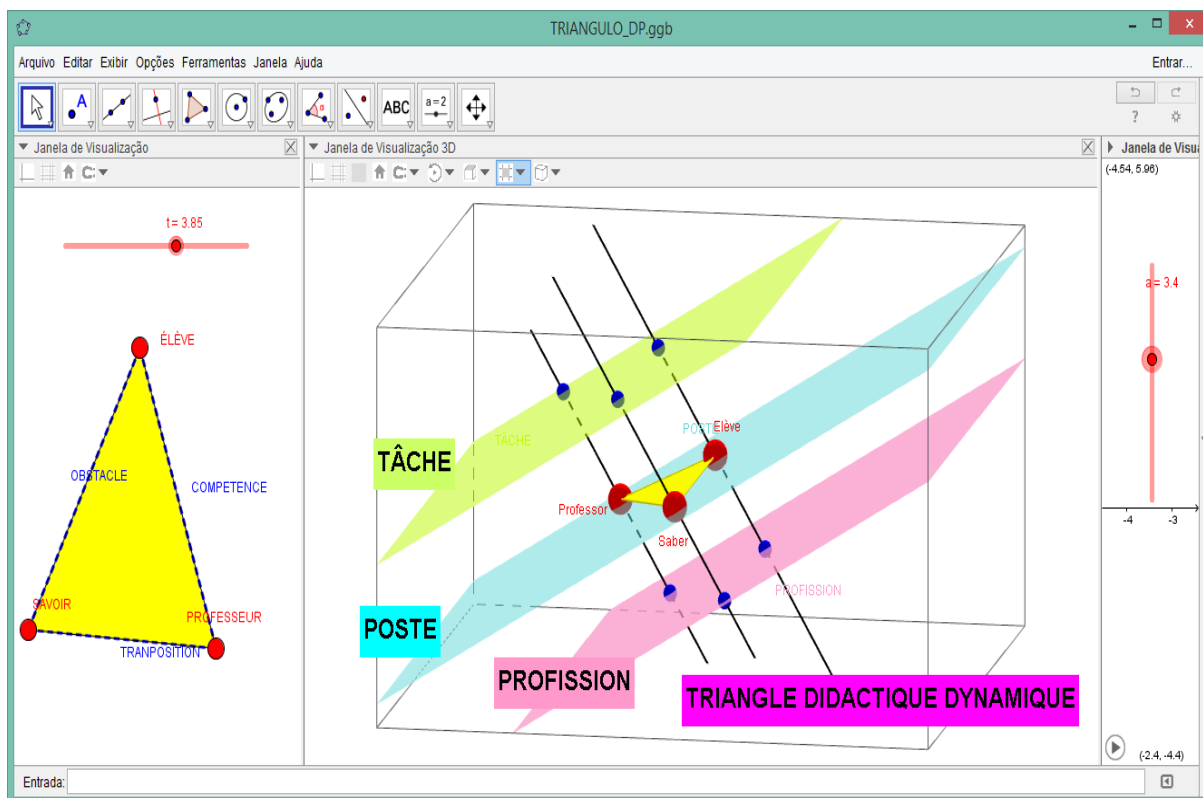 TRIANGULO_DP.ggb
Arquivo Editar Exibir Opções Ferramentas Janela Ajuda
Entrar...
A
ABC
a=2
Janela de Visualização
Janela de Visualização 3D
Janela de Visu
t = 3.85
ÉLÈVE
OBSTACLE
COMPETENCE
SAVOIR
PROFESSEUR
TRANPOSITION
TÂCHE
TÂCHE
POSTE
Elève
Professor
Saber
PROFISSION
POSTE
PROFISSION
TRIANGLE DIDACTIQUE DYNAMIQUE
(-4.54, 5.96)
a = 3.4
-4 -3
(-2.4, -4.4)
Entrada: